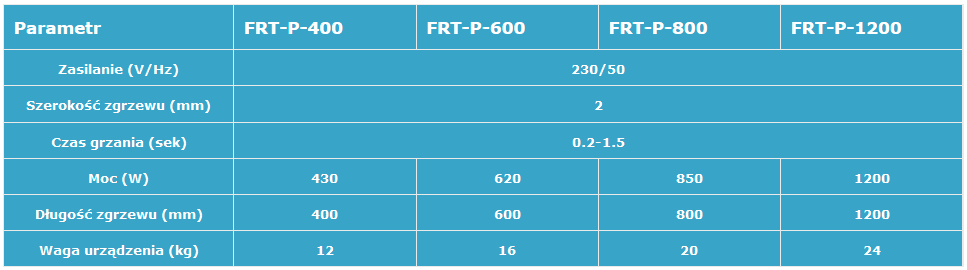 Parametr FRT-P-400 FRT-P-600 FRT-P-800 FRT-P-1200
Zasilanie (V/Hz) 230/50
Szerokość zgrzewu (mm) 2
Czas grzania (sek) 0.2-1.5
Moc (W) 430 620 850 1200
Długość zgrzewu (mm) 400 600 800 1200
Waga urządzenia (kg) 12 16 20 24